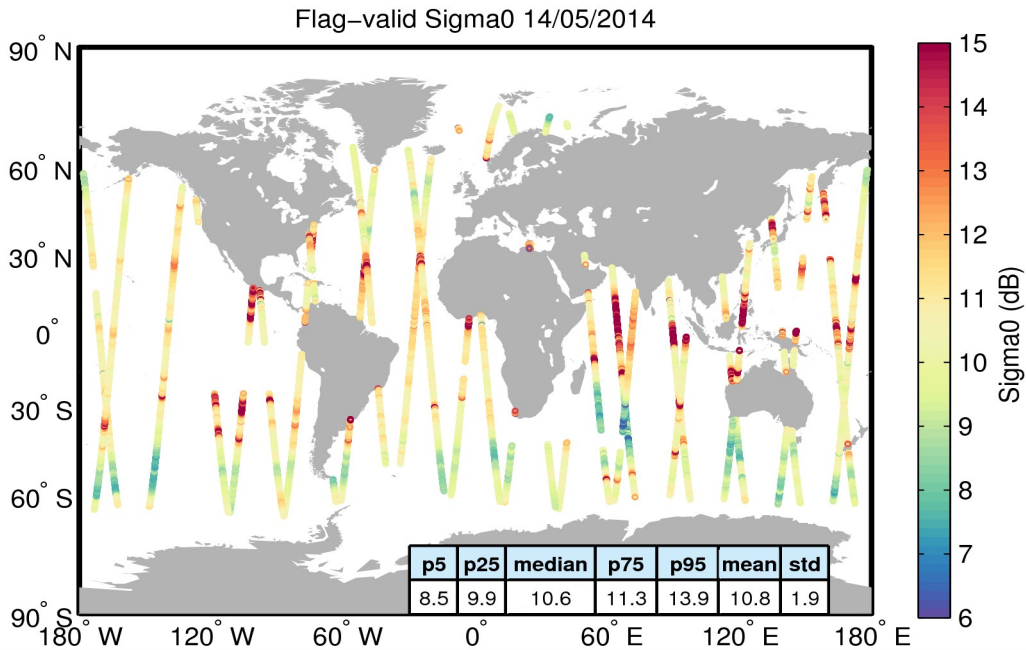 Flag−valid Sigma0 14/05/2014
90° N
60° N
30° N
0°
30° S
60° S
90° S
180° W
120° W
60° W
0°
60° E
120° E
180° E
p5 p25 median p75 p95 mean std
8.5 9.9 10.6 11.3 13.9 10.8 1.9
15
14
13
12
11
10
9
8
7
6
Sigma0 (dB)